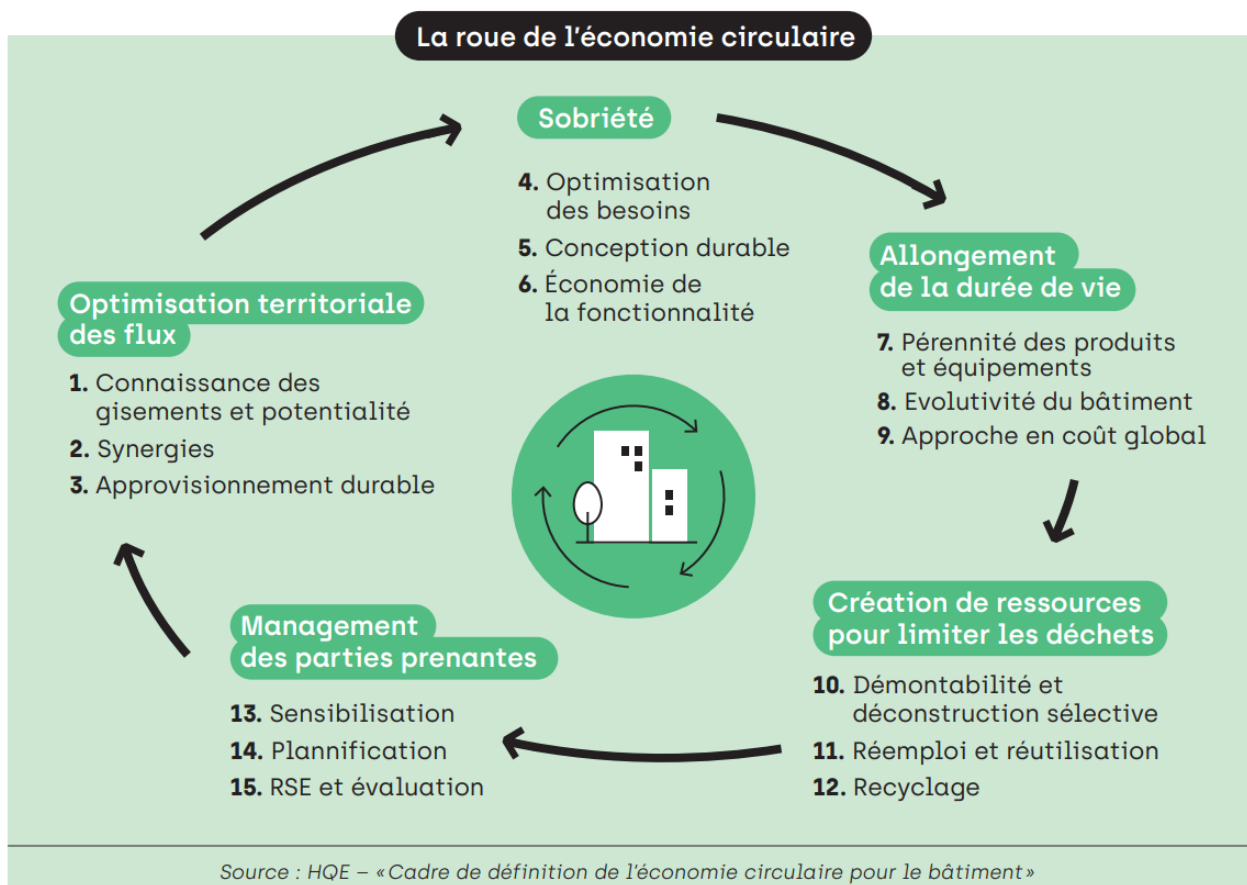 La roue de l'économie circulaire
Sobriété
4. Optimisation
des besoins
5. Conception durable
6. Économie de
la fonctionnalité
Allongement
de la durée de vie
7. Pérennité des produits
et équipements
8. Evolutivité du bâtiment
9. Approche en coût global
Création de ressources
pour limiter les déchets
10. Démontabilité et
déconstruction sélective
11. Réemploi et réutilisation
12. Recyclage
Management
des parties prenantes
13. Sensibilisation
14. Plannification
15. RSE et évaluation
Optimisation territoriale
des flux
1. Connaissance des
gisements et potentialité
2. Synergies
3. Approvisionnement durable
Source : HQE – «Cadre de définition de l'économie circulaire pour le bâtiment»